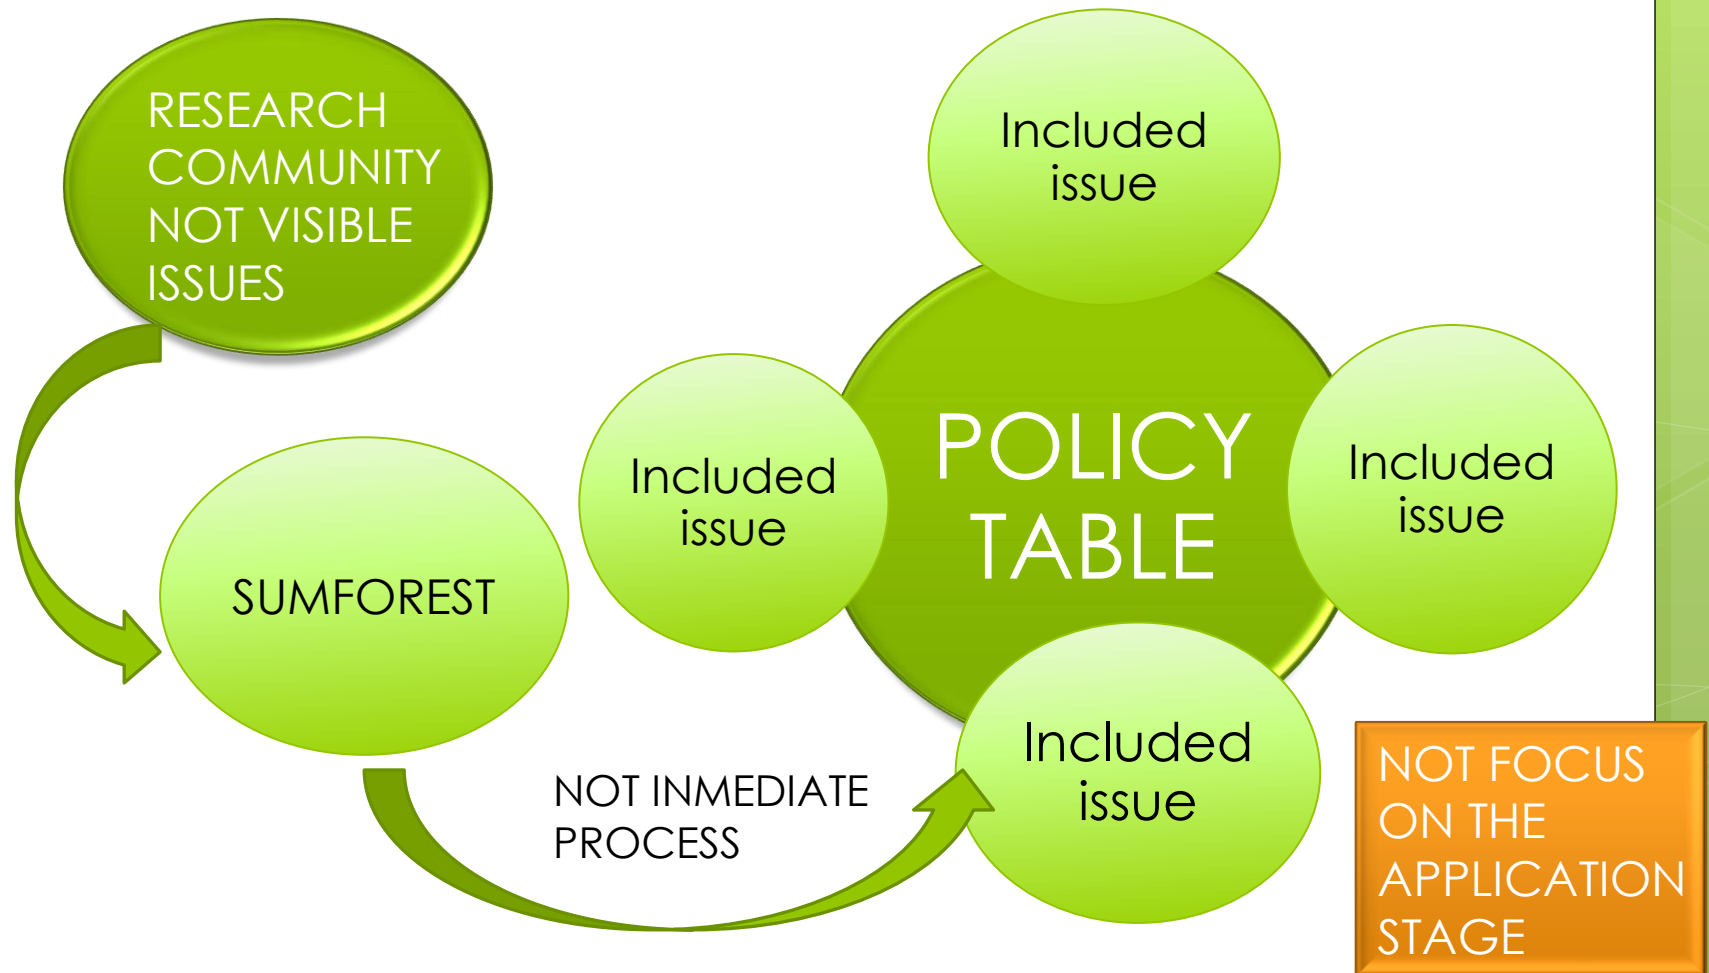 RESEARCH
COMMUNITY
NOT VISIBLE
ISSUES
SUMFOREST
NOT INMEDIATE
PROCESS
Included
issue
Included
issue
POLICY
TABLE
Included
issue
Included
issue
NOT FOCUS
ON THE
APPLICATION
STAGE